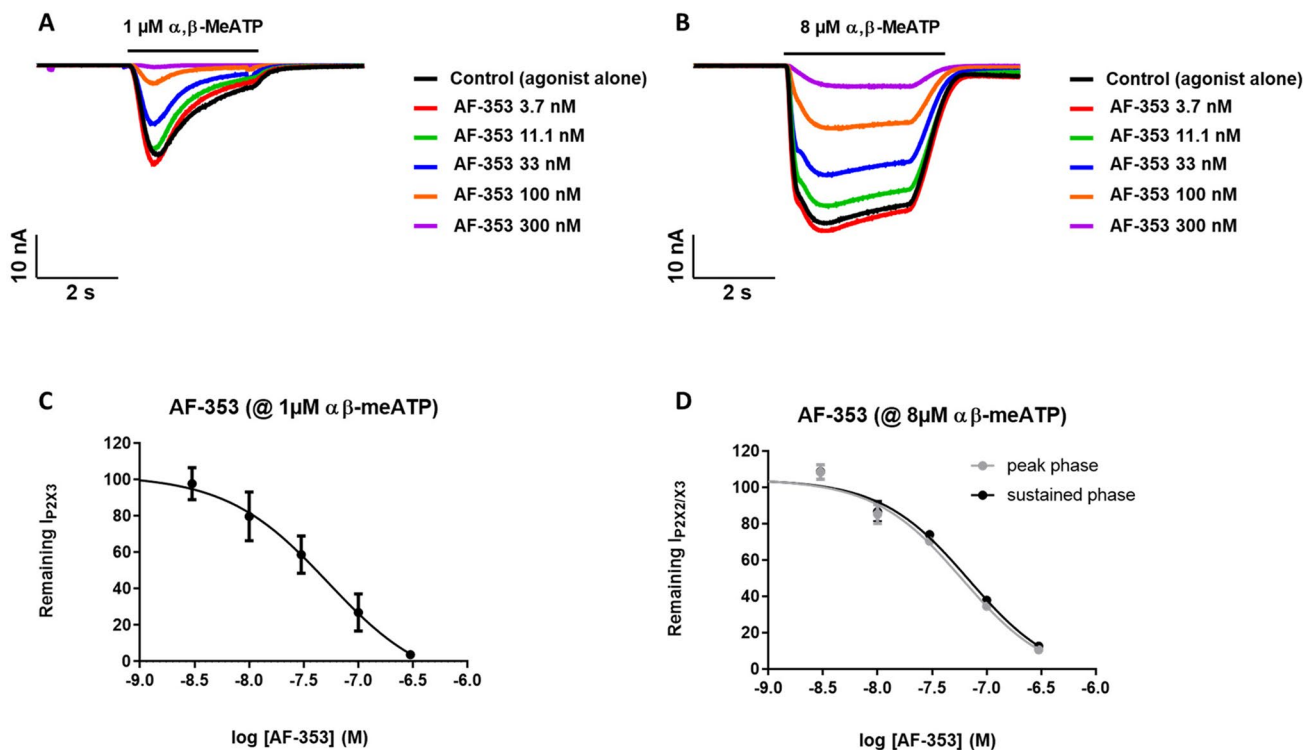 A
1 µM α,β-MeATP
Control (agonist alone)
AF-353 3.7 nM
AF-353 11.1 nM
AF-353 33 nM
AF-353 100 nM
AF-353 300 nM
10 nA
2 s
B
8 µM α,β-MeATP
Control (agonist alone)
AF-353 3.7 nM
AF-353 11.1 nM
AF-353 33 nM
AF-353 100 nM
AF-353 300 nM
10 nA
2 s
C
AF-353 (@ 1µM αβ-meATP)
Remaining IP2X3
120
100
80
60
40
20
0
-9.0 -8.5 -8.0 -7.5 -7.0 -6.5 -6.0
log [AF-353] (M)
D
AF-353 (@ 8µM αβ-meATP)
peak phase
sustained phase
Remaining IP2X2/X3
120
100
80
60
40
20
0
-9.0 -8.5 -8.0 -7.5 -7.0 -6.5 -6.0
log [AF-353] (M)